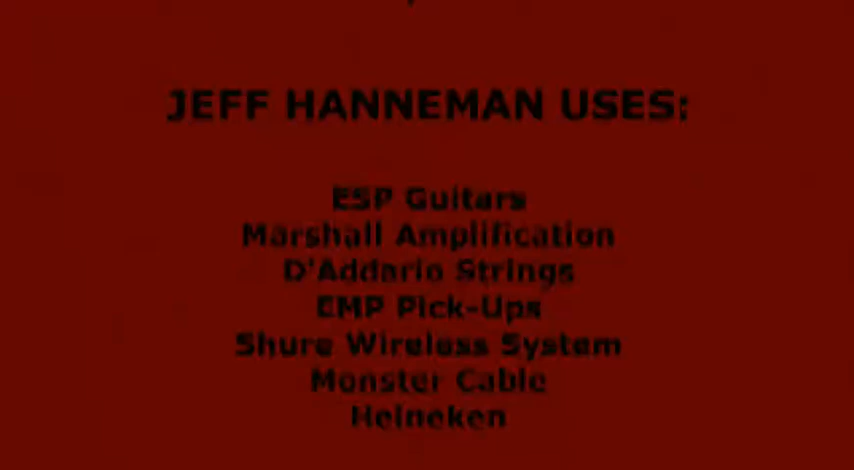 JEFF HANNEMAN USES:
ESP Guitars
Marshall Amplification
D'Addario Strings
EMP Pick-Ups
Shure Wireless System
Monster Cable
Heineken